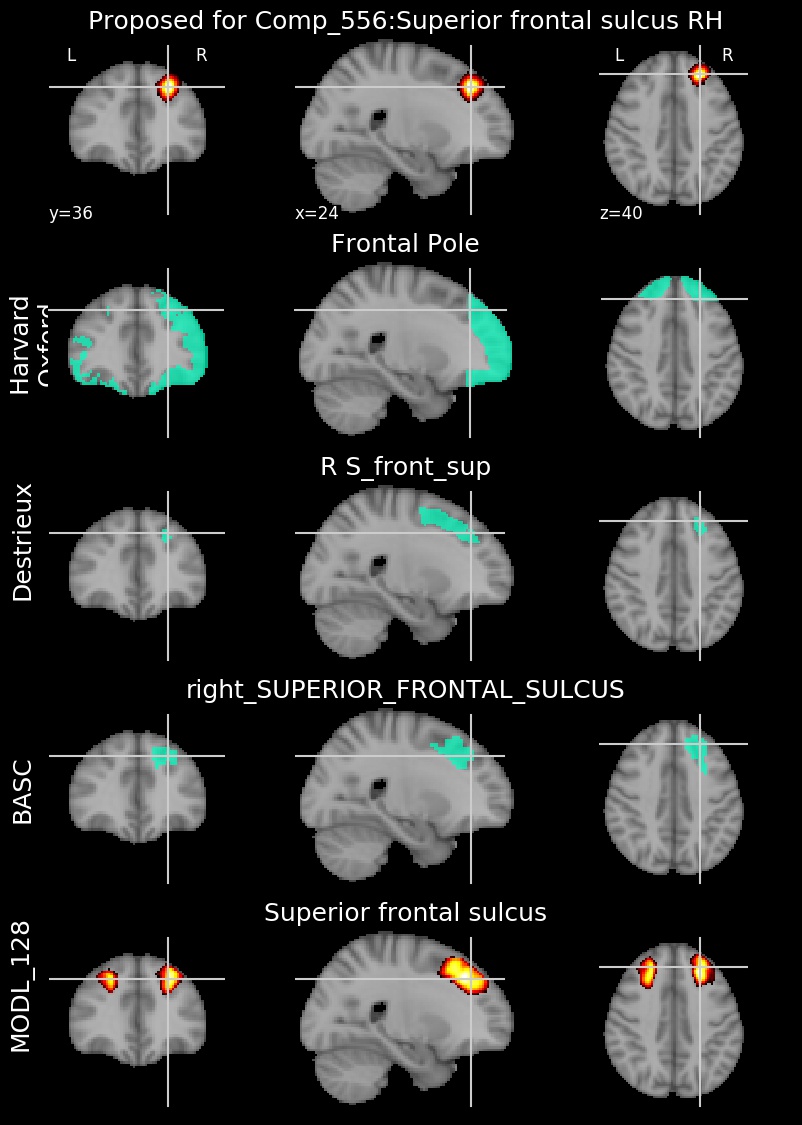 Proposed for Comp_556:Superior frontal sulcus RH
L R L R
y=36 x=24 z=40
Frontal Pole
Harvard
Oxford
R S_front_sup
Destrieux
right_SUPERIOR_FRONTAL_SULCUS
BASC
Superior frontal sulcus
MODL_128